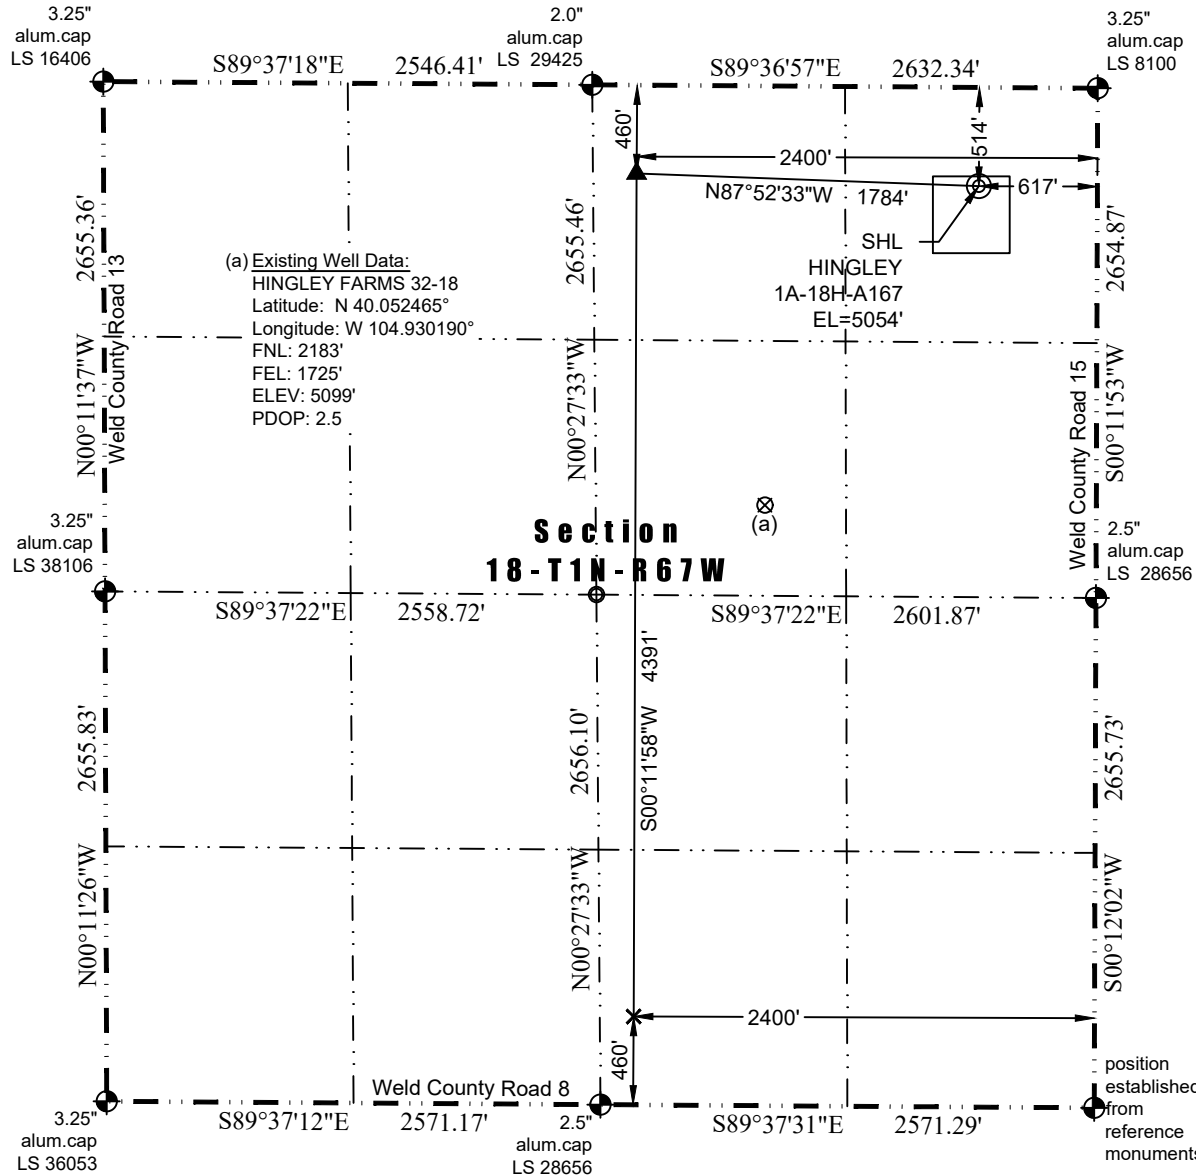 3.25"
alum.cap
LS 16406
2.0"
alum.cap
LS 29425
3.25"
alum.cap
LS 8100
S89°37'18"E 2546.41'
S89°36'57"E 2632.34'
460'
514'
2400'
617'
N87°52'33"W 1784'
SHL
HINGLEY
1A-18H-A167
EL=5054'
2655.36'
N00°11'37"W
Weld County Road 13
2655.46'
N00°27'33"W
2654.87'
S00°11'53"W
Weld County Road 15
(a) Existing Well Data:
HINGLEY FARMS 32-18
Latitude: N 40.052465°
Longitude: W 104.930190°
FNL: 2183'
FEL: 1725'
ELEV: 5099'
PDOP: 2.5
(a)
3.25"
alum.cap
LS 38106
Section
18-T1N-R67W
2.5"
alum.cap
LS 28656
S89°37'22"E 2558.72'
S89°37'22"E 2601.87'
S00°11'58"W 4391'
2655.83'
N00°11'26"W
2656.10'
N00°27'33"W
2655.73'
S00°12'02"W
2400'
460'
Weld County Road 8
S89°37'12"E 2571.17'
S89°37'31"E 2571.29'
3.25"
alum.cap
LS 36053
2.5"
alum.cap
LS 28656
position
established
from
reference
monuments